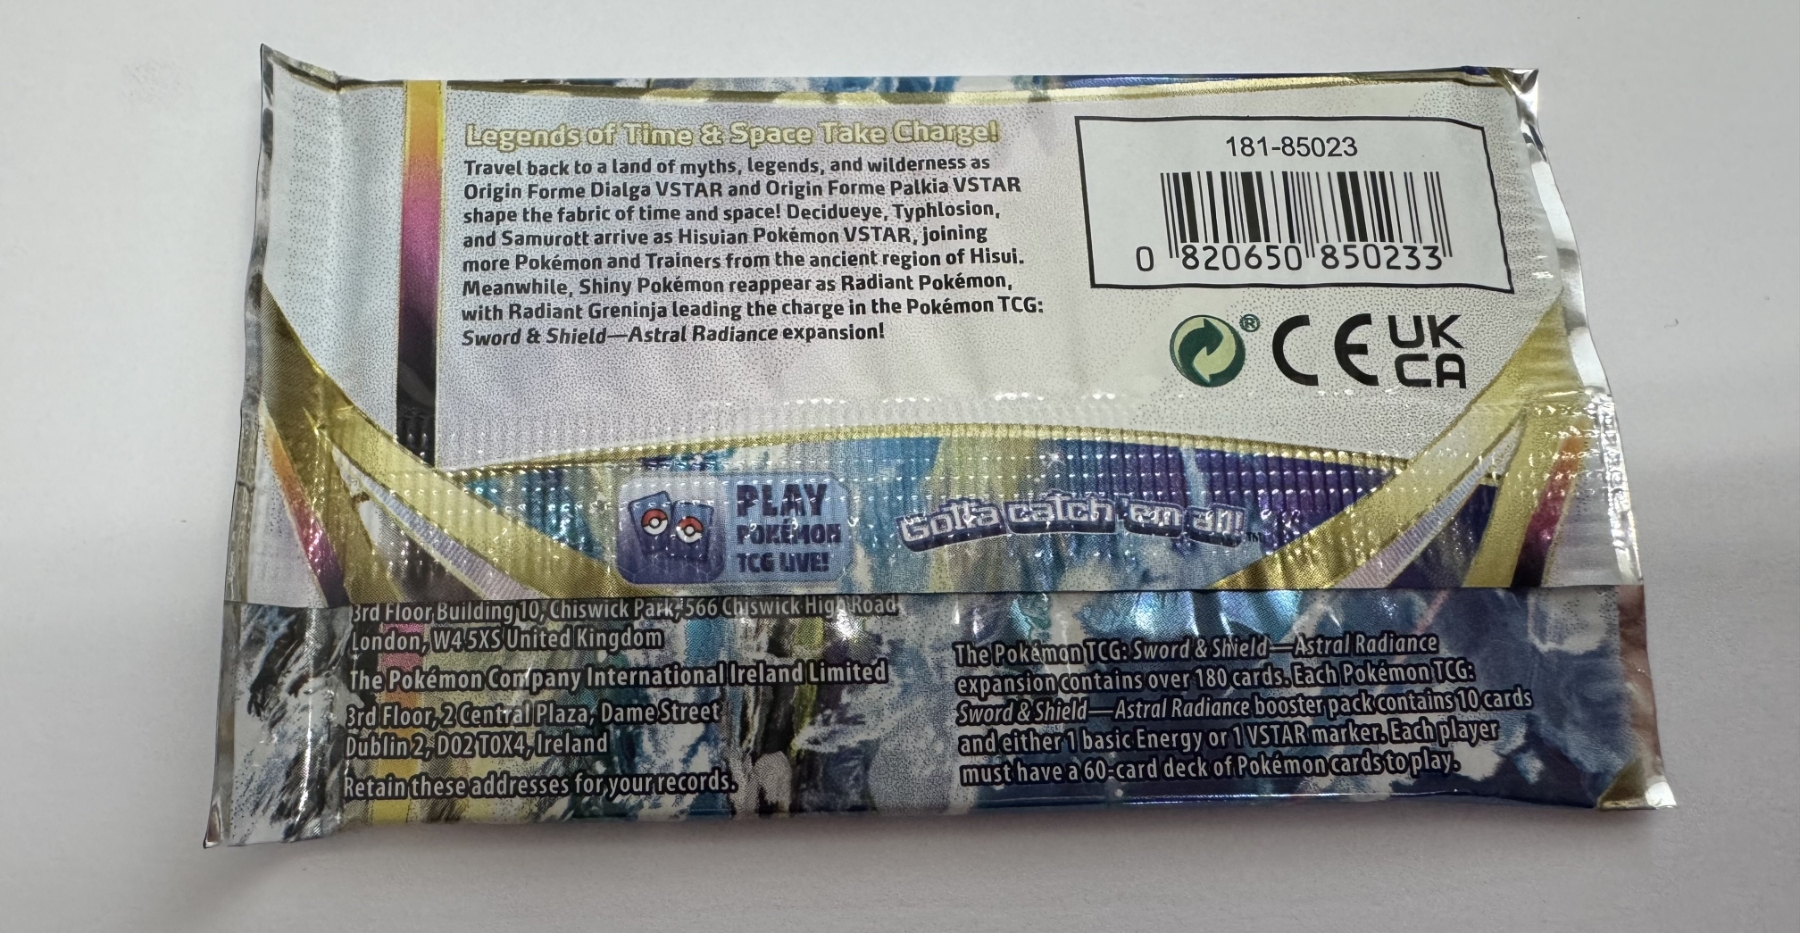 Legends of Time & Space Take Charge!
Travel back to a land of myths, legends, and wilderness as
Origin Forme Dialga VSTAR and Origin Forme Palkia VSTAR
shape the fabric of time and space! Decidueye, Typhlosion,
and Samurott arrive as Hisuian Pokémon VSTAR, joining
more Pokémon and Trainers from the ancient region of Hisui.
Meanwhile, Shiny Pokémon reappear as Radiant Pokémon,
with Radiant Greninja leading the charge in the Pokémon TCG:
Sword & Shield—Astral Radiance expansion!
181-85023
0 820650 850233
®
CE
UK
CA
PLAY
POKÉMON
TCG LIVE!
Gotta catch 'em all!™
3rd Floor, Building 10, Chiswick Park, 566 Chiswick High Road,
London, W4 5XS United Kingdom
The Pokémon Company International Ireland Limited
3rd Floor, 2 Central Plaza, Dame Street
Dublin 2, D02 T0X4, Ireland
Retain these addresses for your records.
The Pokémon TCG: Sword & Shield—Astral Radiance
expansion contains over 180 cards. Each Pokémon TCG:
Sword & Shield—Astral Radiance booster pack contains 10 cards
and either 1 basic Energy or 1 VSTAR marker. Each player
must have a 60-card deck of Pokémon cards to play.